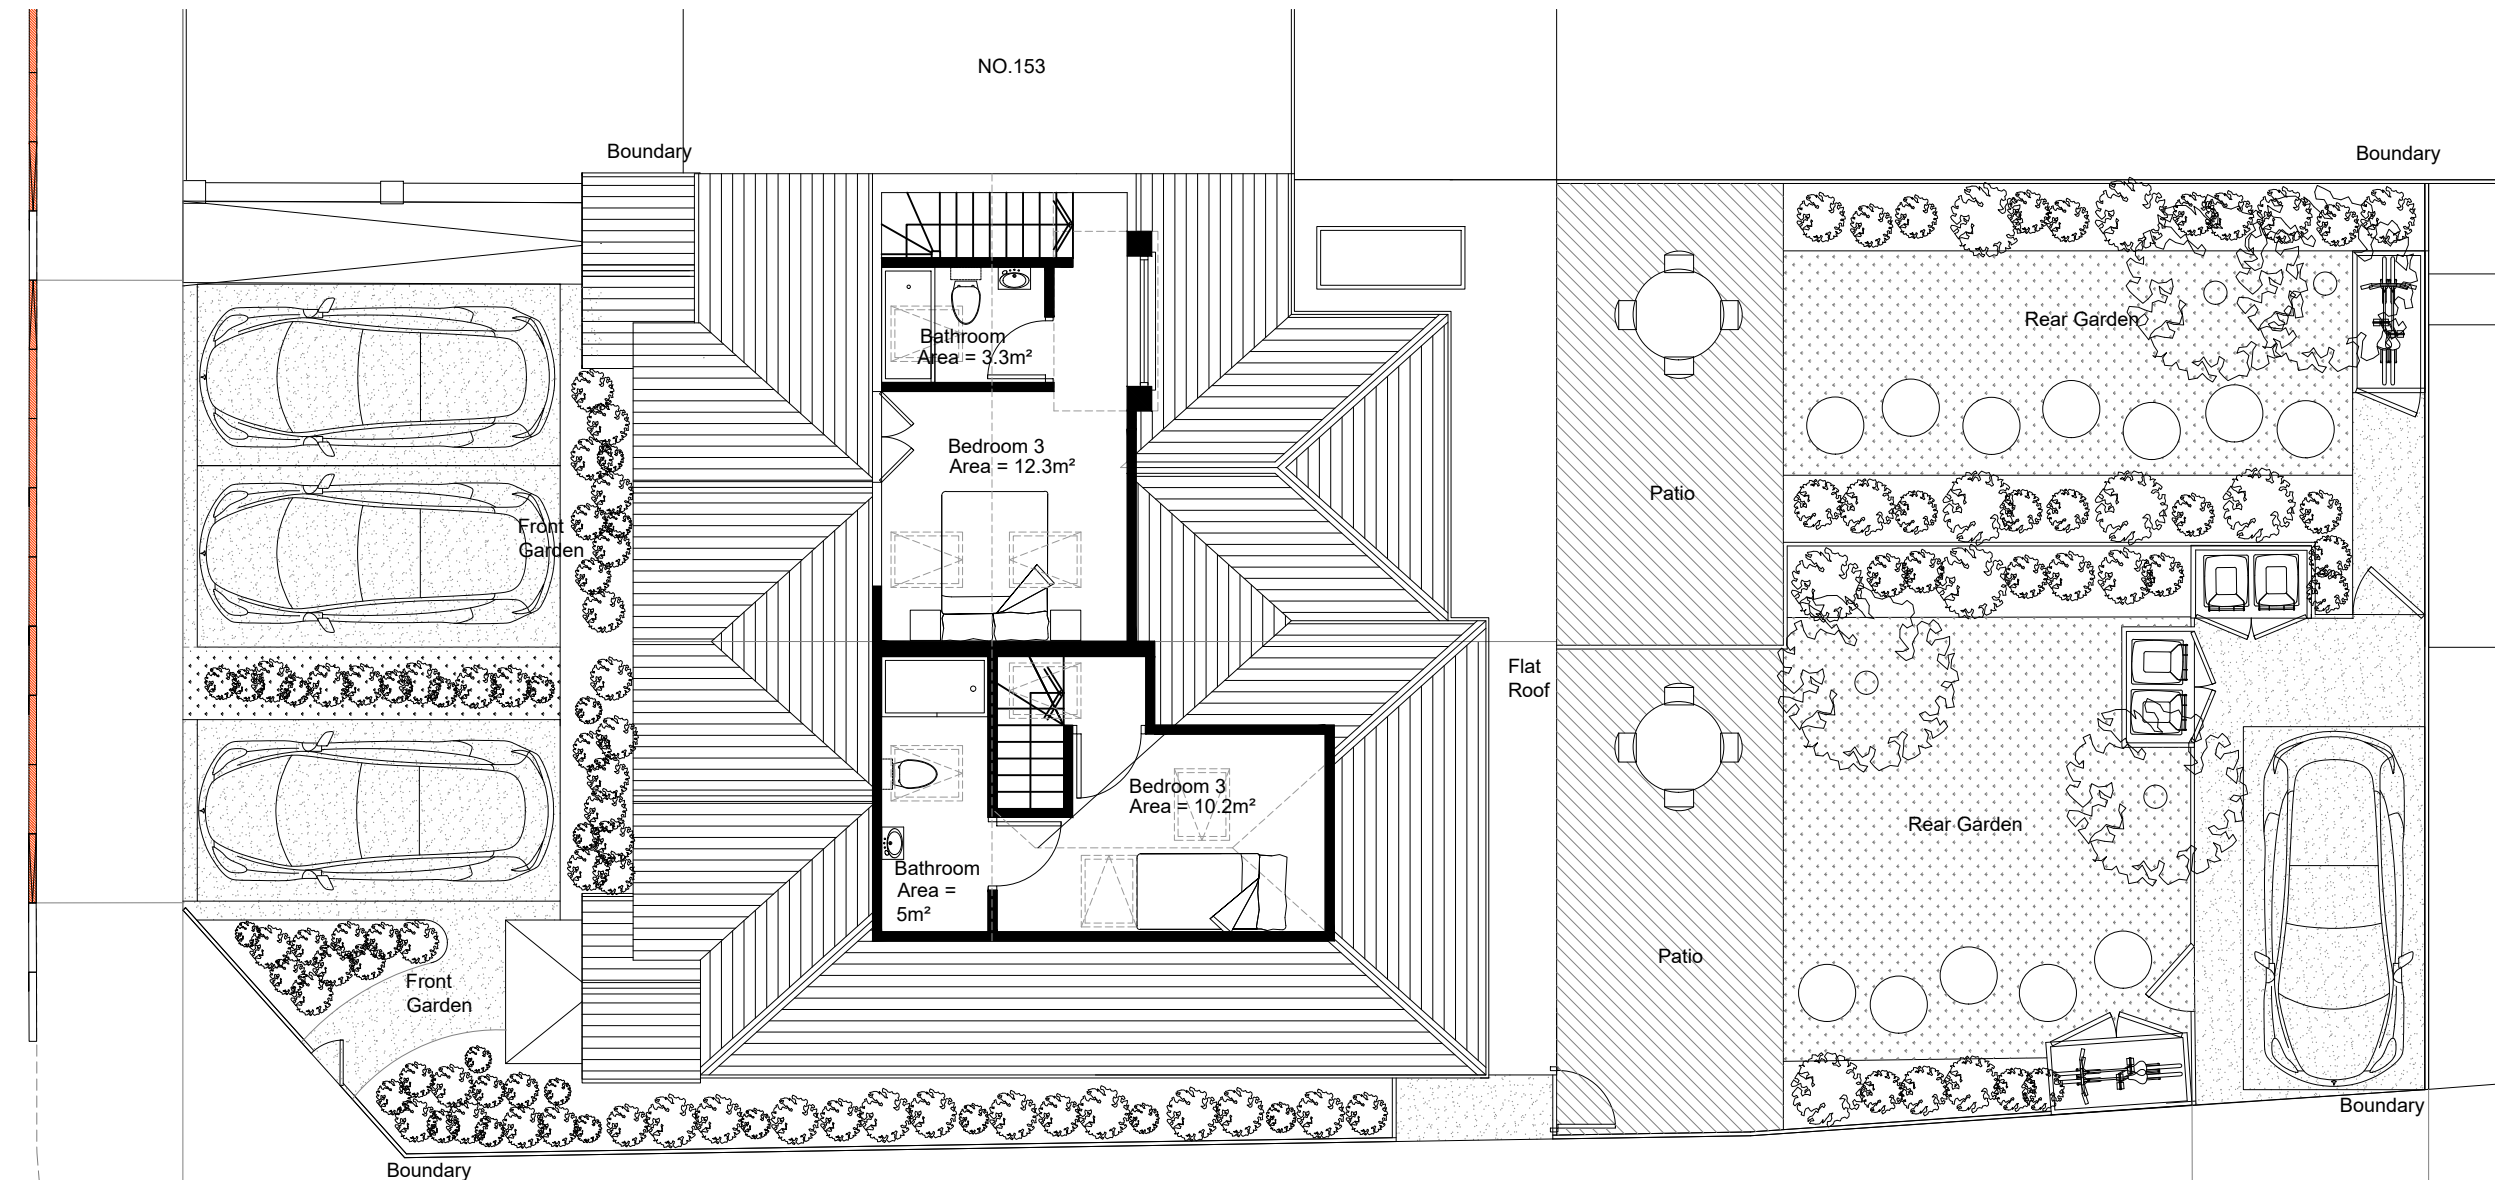 NO.153
Boundary
Boundary
Rear Garden
Bathroom
Area = 3.3m²
Bedroom 3
Area = 12.3m²
Patio
Front
Garden
Flat
Roof
Bedroom 3
Area = 10.2m²
Rear Garden
Bathroom
Area =
5m²
Patio
Front
Garden
Boundary
Boundary